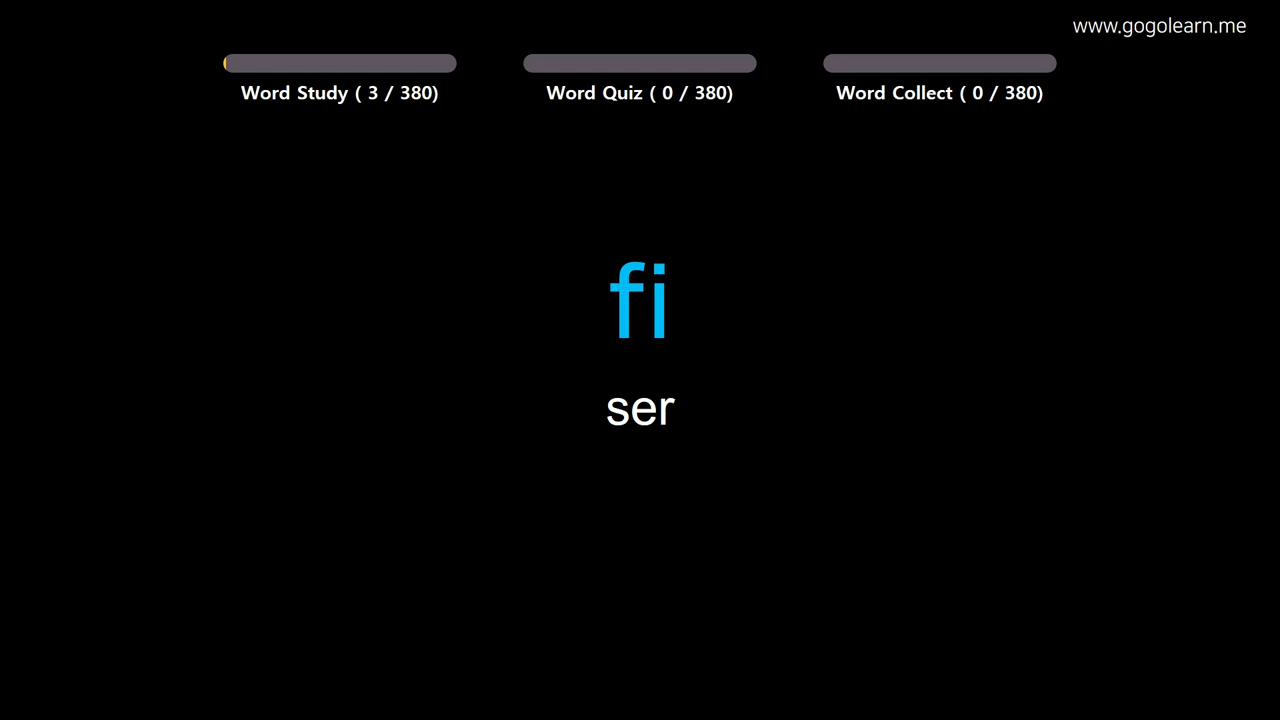 www.gogolearn.me
Word Study ( 3 / 380)
Word Quiz ( 0 / 380)
Word Collect ( 0 / 380)
fi
ser